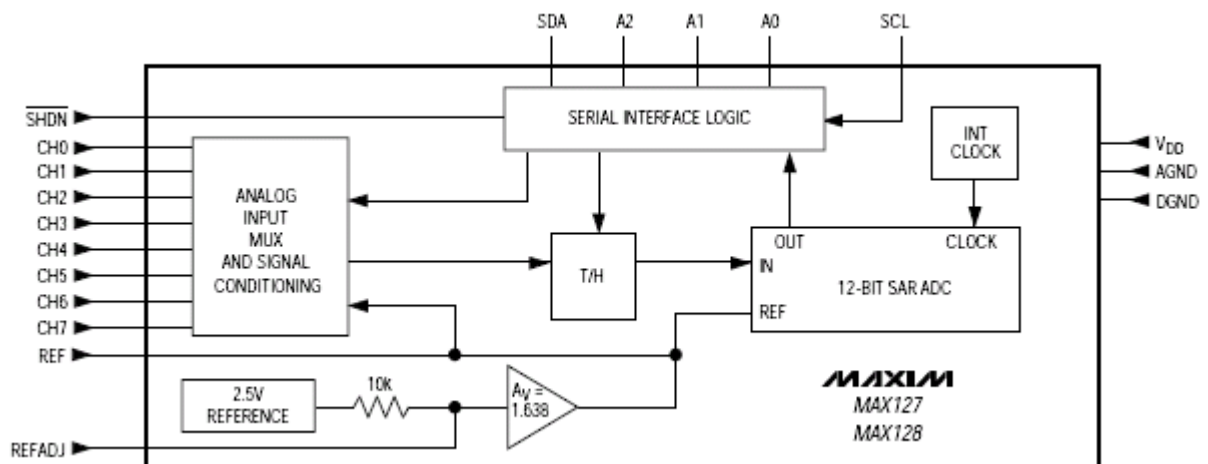 SDA A2 A1 A0 SCL
SHDN
SERIAL INTERFACE LOGIC
INT
CLOCK
CH0
CH1
CH2
CH3
CH4
CH5
CH6
CH7
REF
REFADJ
ANALOG
INPUT
MUX
AND SIGNAL
CONDITIONING
VDD
AGND
DGND
T/H
OUT CLOCK
IN
12-BIT SAR ADC
REF
2.5V
REFERENCE
10k
AV =
1.638
MAXIM
MAX127
MAX128